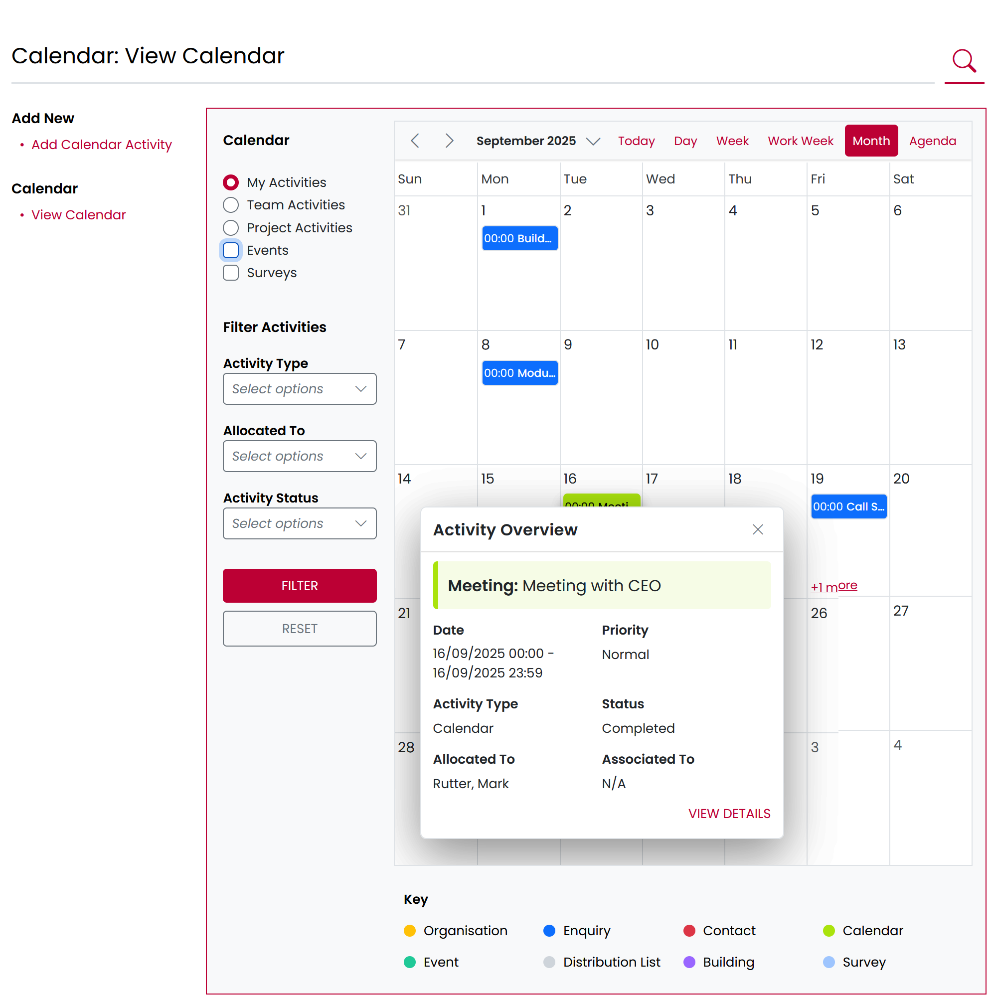 Calendar: View Calendar
Add New
• Add Calendar Activity
Calendar
• View Calendar
Calendar
My Activities
Team Activities
Project Activities
Events
Surveys
Filter Activities
Activity Type
Select options
Allocated To
Select options
Activity Status
Select options
FILTER
RESET
September 2025 Today Day Week Work Week Month Agenda
Sun Mon Tue Wed Thu Fri Sat
31 1 2 3 4 5 6
00:00 Build...
7 8 9 10 11 12 13
00:00 Modu...
14 15 16 17 18 19 20
00:00 Meeti
00:00 Call S...
+1 more
21 26 27
28 3 4
Activity Overview
Meeting: Meeting with CEO
Date Priority
16/09/2025 00:00 - Normal
16/09/2025 23:59
Activity Type Status
Calendar Completed
Allocated To Associated To
Rutter, Mark N/A
VIEW DETAILS
Key
Organisation Enquiry Contact Calendar
Event Distribution List Building Survey